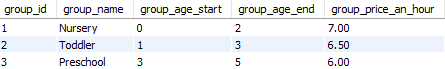 group_id group_name group_age_start group_age_end group_price_an_hour
1 Nursery 0 2 7.00
2 Toddler 1 3 6.50
3 Preschool 3 5 6.00